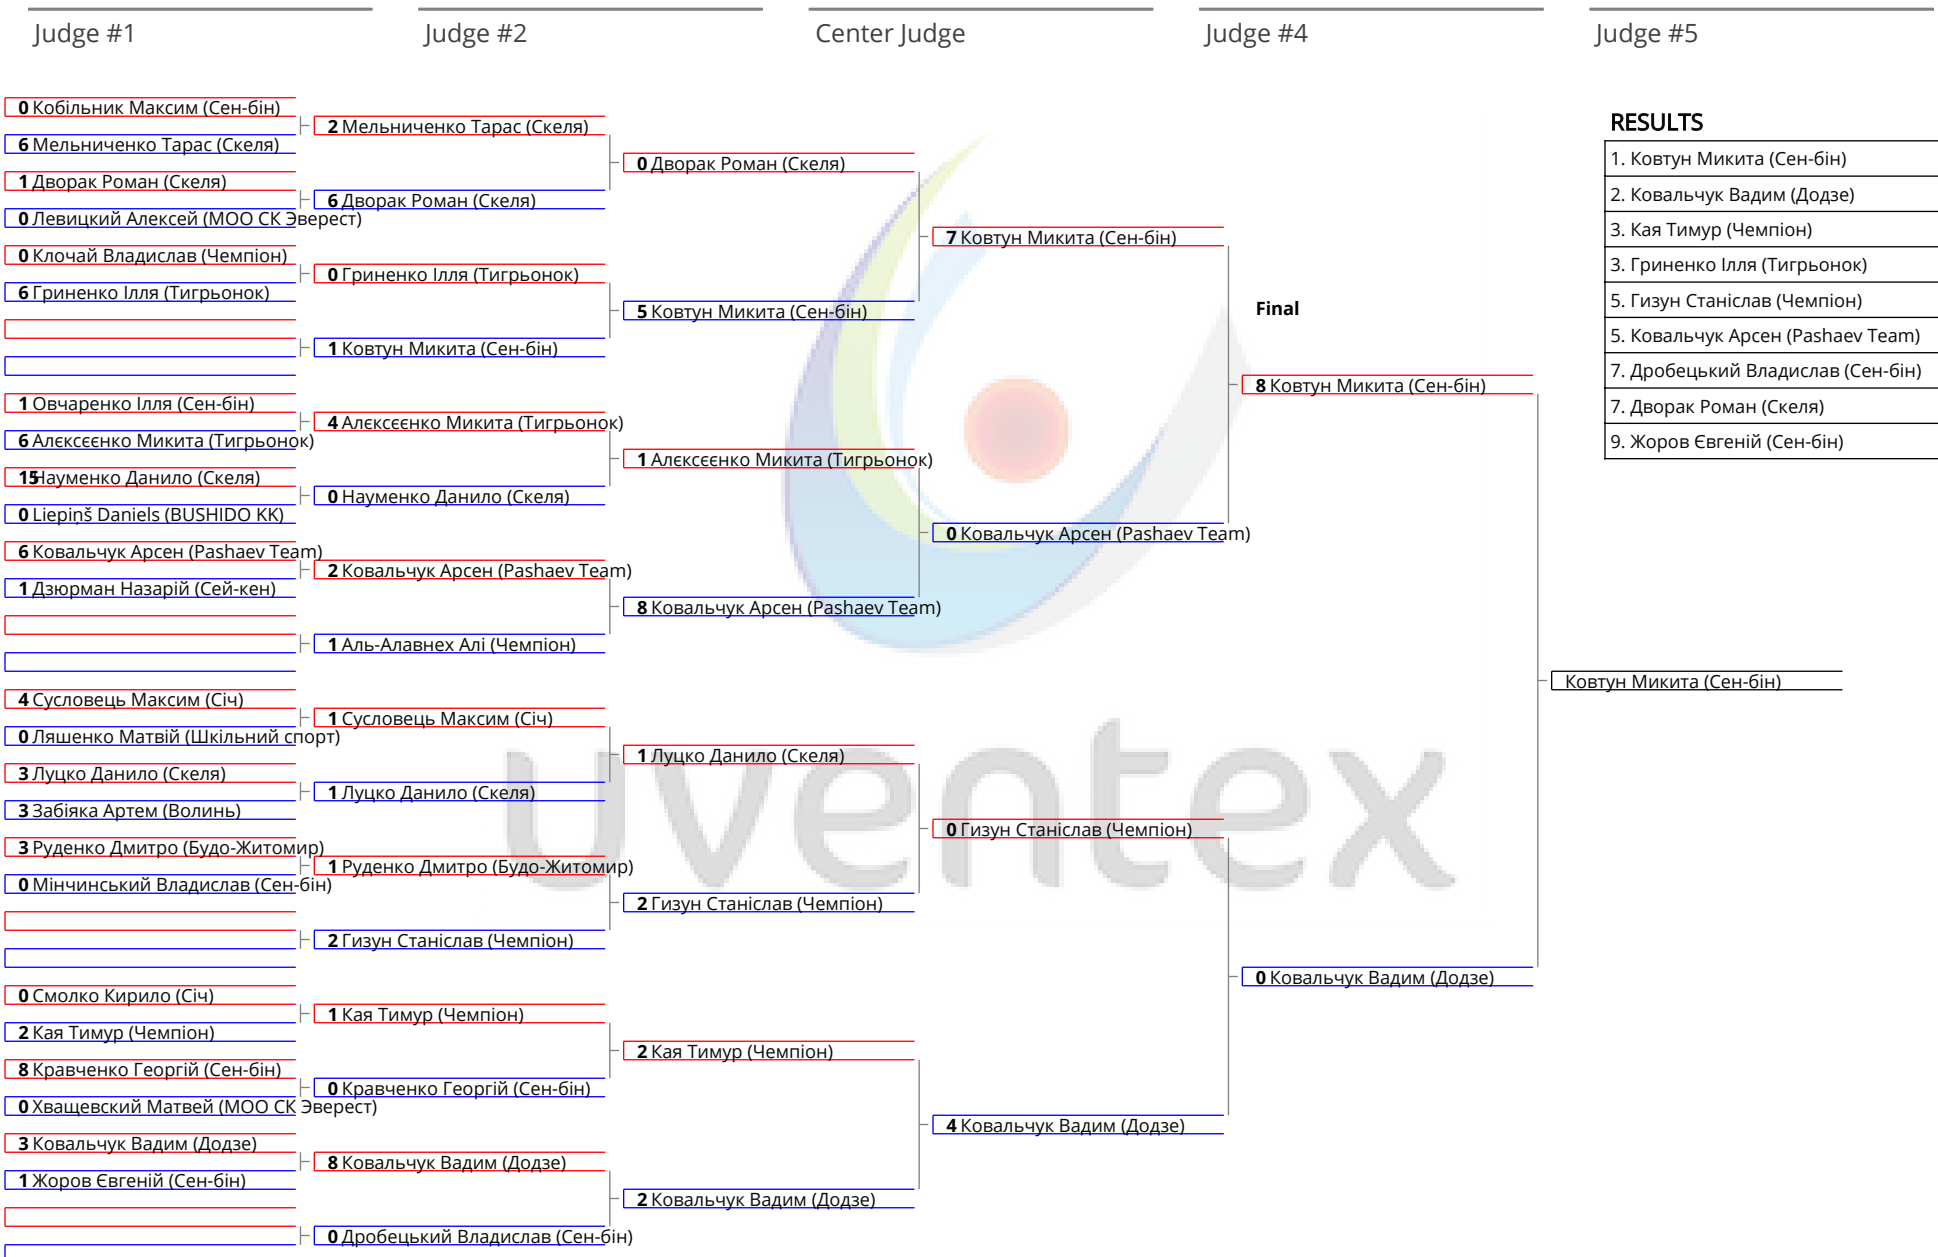 Judge #1
Judge #2
Center Judge
Judge #4
Judge #5
0 Кобільник Максим (Сен-бін)
6 Мельниченко Тарас (Скеля)
1 Дворак Роман (Скеля)
0 Левицкий Алексей (МОО СК Эверест)
0 Клочай Владислав (Чемпіон)
6 Гриненко Ілля (Тигрьонок)
1 Овчаренко Ілля (Сен-бін)
6 Алєксєєнко Микита (Тигрьонок)
15 Науменко Данило (Скеля)
0 Liepiņš Daniels (BUSHIDO KK)
6 Ковальчук Арсен (Pashaev Team)
1 Дзюрман Назарій (Сей-кен)
4 Сусловець Максим (Січ)
0 Ляшенко Матвій (Шкільний спорт)
3 Луцко Данило (Скеля)
3 Забіяка Артем (Волинь)
3 Руденко Дмитро (Будо-Житомир)
0 Мінчинський Владислав (Сен-бін)
0 Смолко Кирило (Січ)
2 Кая Тимур (Чемпіон)
8 Кравченко Георгій (Сен-бін)
0 Хващевский Матвей (МОО СК Эверест)
3 Ковальчук Вадим (Додзе)
1 Жоров Євгеній (Сен-бін)
2 Мельниченко Тарас (Скеля)
6 Дворак Роман (Скеля)
0 Гриненко Ілля (Тигрьонок)
1 Ковтун Микита (Сен-бін)
4 Алєксєєнко Микита (Тигрьонок)
0 Науменко Данило (Скеля)
2 Ковальчук Арсен (Pashaev Team)
1 Аль-Алавнех Алі (Чемпіон)
1 Сусловець Максим (Січ)
1 Луцко Данило (Скеля)
1 Руденко Дмитро (Будо-Житомир)
2 Гизун Станіслав (Чемпіон)
1 Кая Тимур (Чемпіон)
0 Кравченко Георгій (Сен-бін)
8 Ковальчук Вадим (Додзе)
0 Дробецький Владислав (Сен-бін)
0 Дворак Роман (Скеля)
5 Ковтун Микита (Сен-бін)
1 Алєксєєнко Микита (Тигрьонок)
8 Ковальчук Арсен (Pashaev Team)
1 Луцко Данило (Скеля)
2 Гизун Станіслав (Чемпіон)
2 Кая Тимур (Чемпіон)
2 Ковальчук Вадим (Додзе)
7 Ковтун Микита (Сен-бін)
0 Ковальчук Арсен (Pashaev Team)
0 Гизун Станіслав (Чемпіон)
4 Ковальчук Вадим (Додзе)
Final
8 Ковтун Микита (Сен-бін)
0 Ковальчук Вадим (Додзе)
Ковтун Микита (Сен-бін)
RESULTS
1. Ковтун Микита (Сен-бін)
2. Ковальчук Вадим (Додзе)
3. Кая Тимур (Чемпіон)
3. Гриненко Ілля (Тигрьонок)
5. Гизун Станіслав (Чемпіон)
5. Ковальчук Арсен (Pashaev Team)
7. Дробецький Владислав (Сен-бін)
7. Дворак Роман (Скеля)
9. Жоров Євгеній (Сен-бін)
uventex